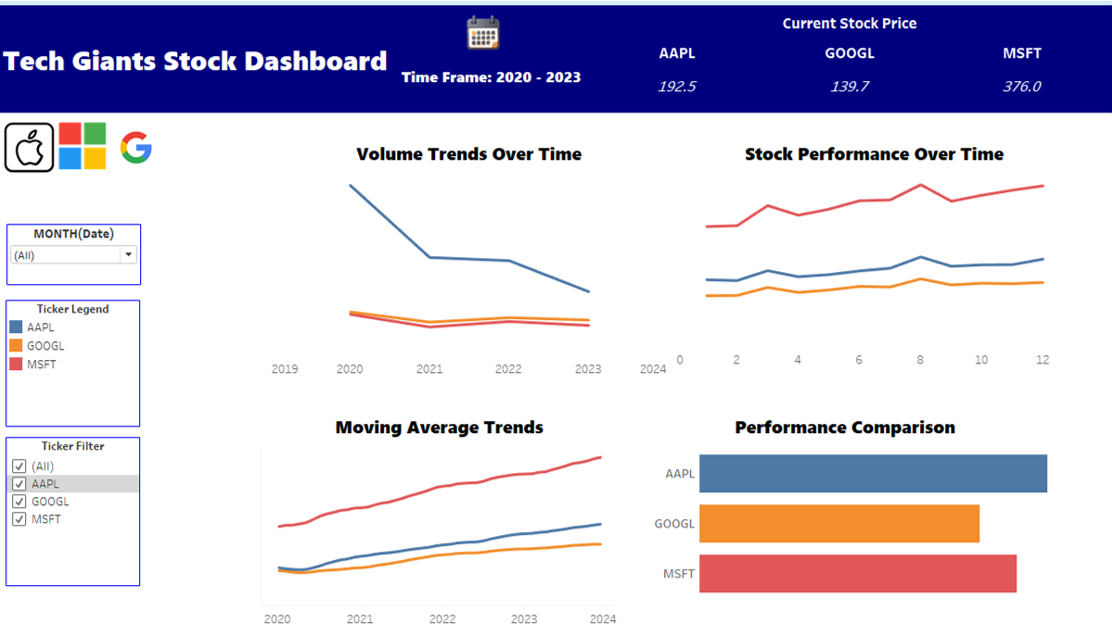 Tech Giants Stock Dashboard
Time Frame: 2020 - 2023
Current Stock Price
AAPL GOOGL MSFT
192.5 139.7 376.0
MONTH(Date)
(All)
Ticker Legend
AAPL
GOOGL
MSFT
Ticker Filter
(All)
AAPL
GOOGL
MSFT
Volume Trends Over Time
2019 2020 2021 2022 2023 2024
Stock Performance Over Time
0 2 4 6 8 10 12
Moving Average Trends
2020 2021 2022 2023 2024
Performance Comparison
AAPL
GOOGL
MSFT